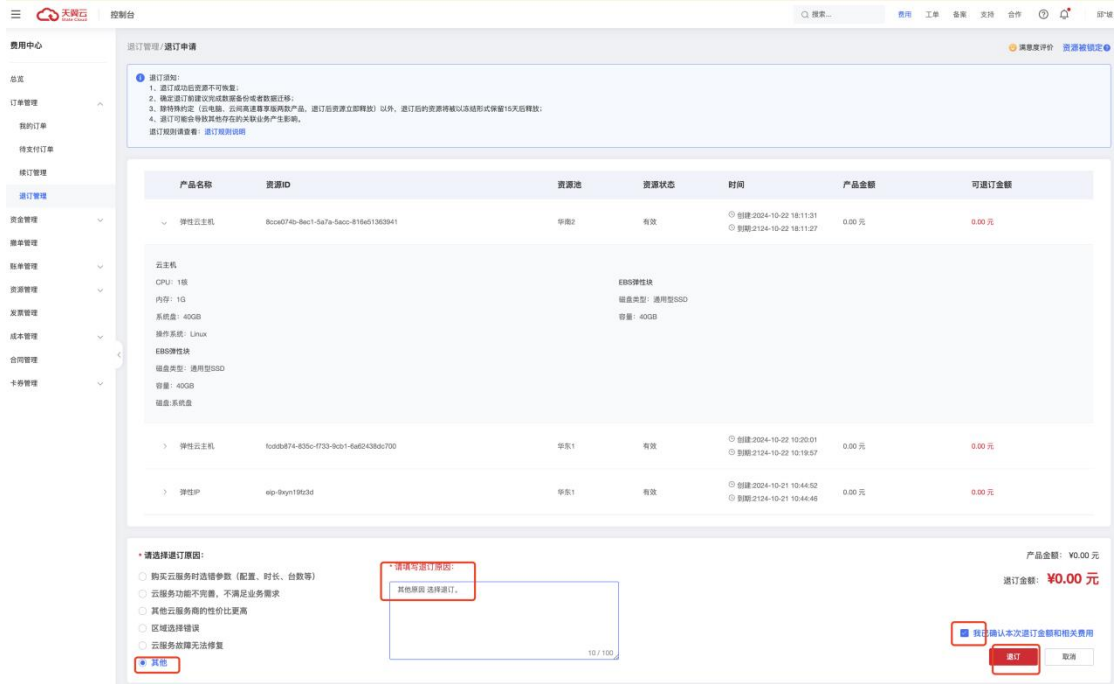 天翼云
State Cloud
控制台
搜索...
费用
工单
备案
支持
合作
费用中心
退订管理/退订申请
满意度评价
资源被锁定
总览
订单管理
我的订单
待支付订单
续订管理
退订管理
资金管理
撤单管理
账单管理
资源管理
发票管理
成本管理
合同管理
卡券管理
退订须知:
1、退订成功后资源不可恢复;
2、确定退订前建议完成数据备份或者数据迁移;
3、除特殊约定(云电脑、云间高速尊享版两款产品,退订后资源立即释放)以外,退订后的资源将被以冻结形式保留15天后释放;
4、退订可能会导致其他存在的关联业务产生影响。
退订规则请查看: 退订规则说明
产品名称 资源ID 资源池 资源状态 时间 产品金额 可退订金额
弹性云主机 8cce074b-8ec1-5a7a-5acc-816e51363941 华南2 有效 创建:2024-10-22 18:11:31 0.00 元 0.00 元
到期:2124-10-22 18:11:27
云主机
CPU: 1核
内存: 1G
系统盘: 40GB
操作系统: Linux
EBS弹性块
磁盘类型: 通用型SSD
容量: 40GB
磁盘:系统盘
EBS弹性块
磁盘类型: 通用型SSD
容量: 40GB
弹性云主机 fcddb874-835c-f733-9cb1-6a62438dc700 华东1 有效 创建:2024-10-22 10:20:01 0.00 元 0.00 元
到期:2124-10-22 10:19:57
弹性IP eip-9xyn19fz3d 华东1 有效 创建:2024-10-21 10:44:52 0.00 元 0.00 元
到期:2124-10-21 10:44:46
* 请选择退订原因:
购买云服务时选错参数(配置、时长、台数等)
云服务功能不完善,不满足业务需求
其他云服务商的性价比更高
区域选择错误
云服务故障无法修复
其他
* 请填写退订原因:
其他原因 选择退订。
10 / 100
产品金额: ¥0.00 元
退订金额: ¥0.00 元
我已确认本次退订金额和相关费用
退订
取消